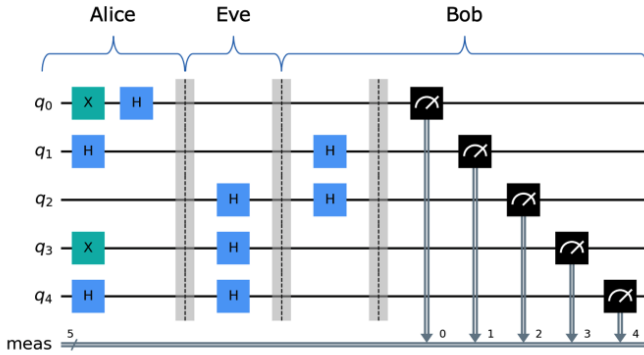 Alice Eve Bob
q0 X H
q1 H H
q2 H H
q3 X H
q4 H H
meas 5 0 1 2 3 4